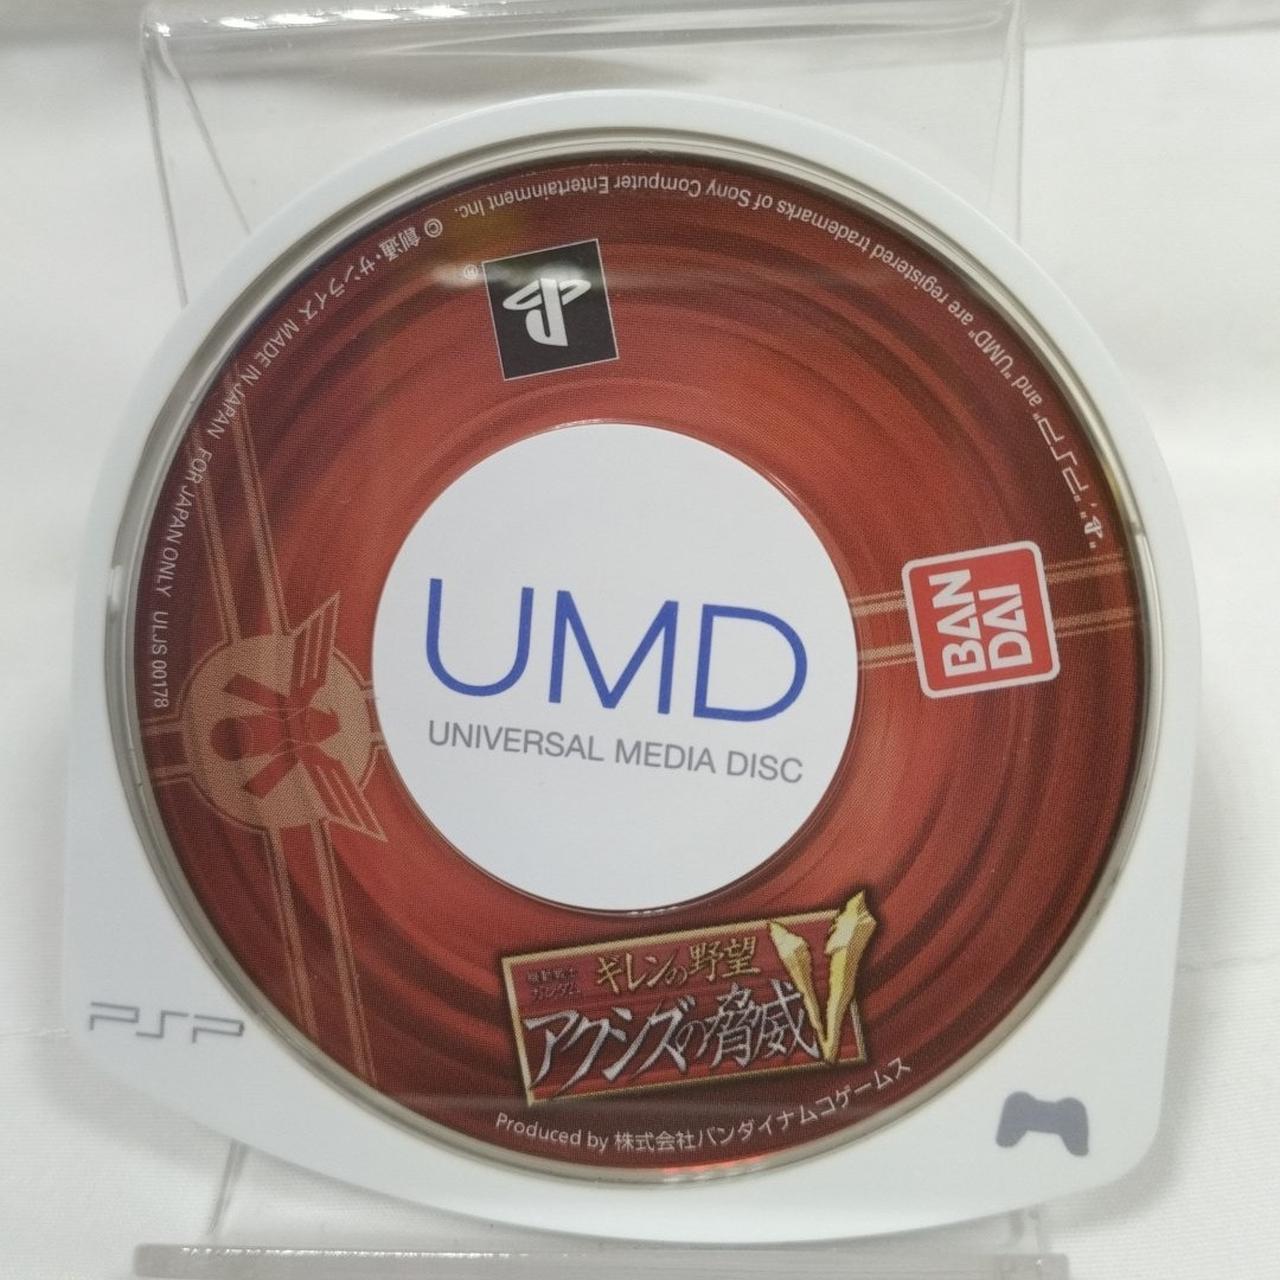 © 創通・サンライズ MADE IN JAPAN FOR JAPAN ONLY ULJS 00178
"PSP" and "UMD" are registered trademarks of Sony Computer Entertainment Inc.
®
BAN
DAI
UMD
UNIVERSAL MEDIA DISC
機動戦士
ガンダム
ギレンの野望
アクシズの脅威
V
PSP
Produced by 株式会社バンダイナムコゲームス